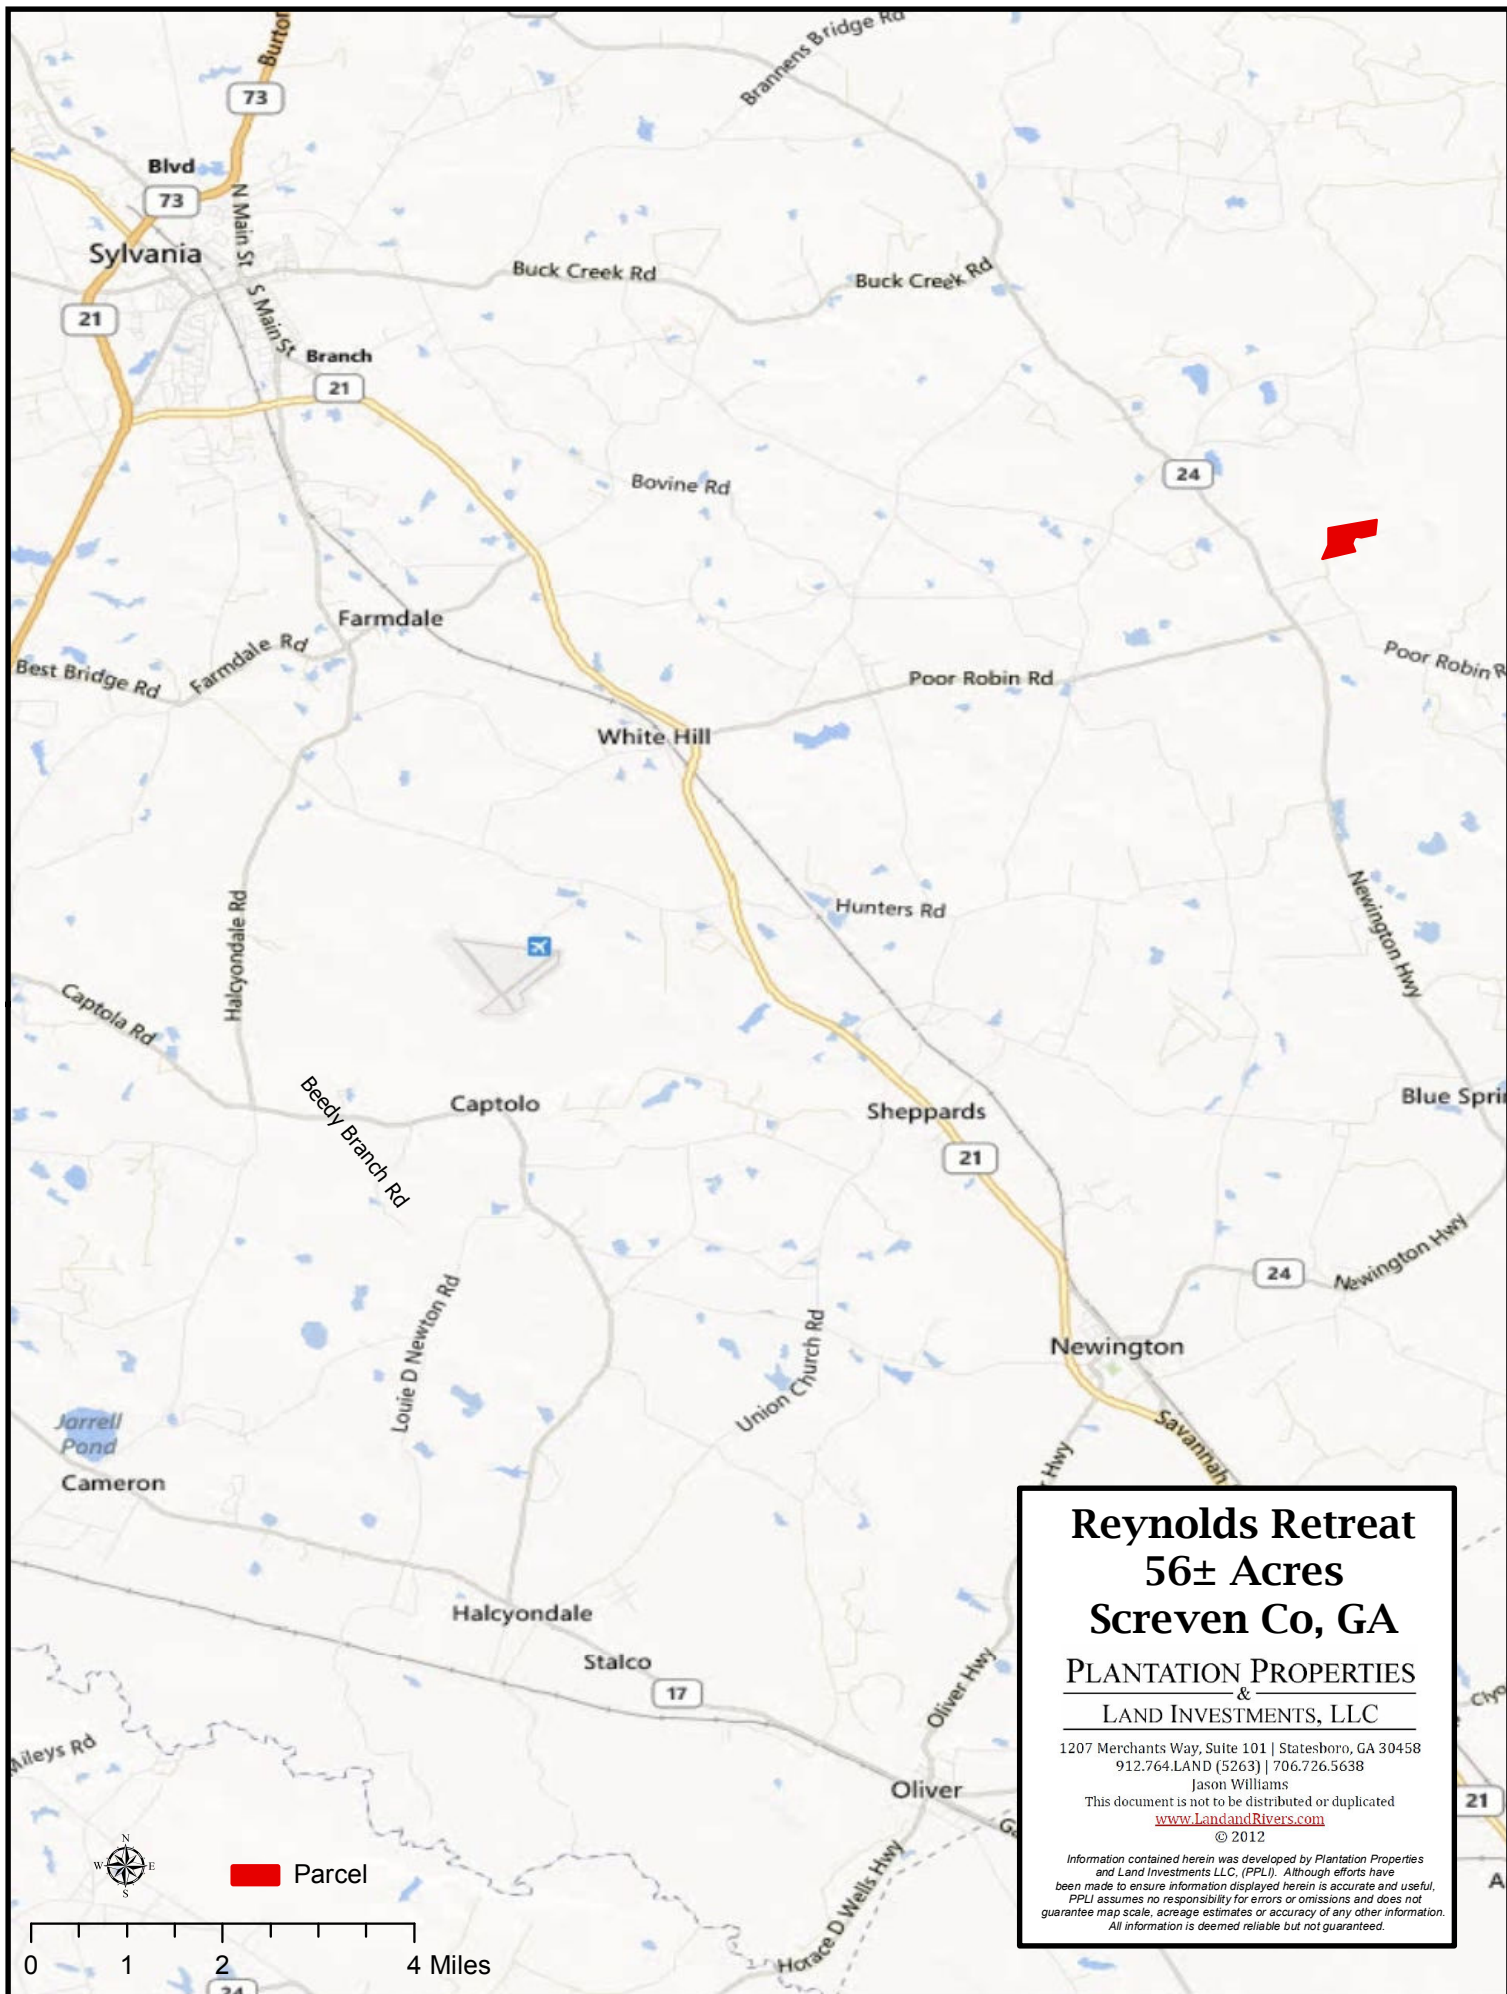 Brannens Bridge Rd
Burton
73
Blvd
73
N Main St
Sylvania
Buck Creek Rd
Buck Creek Rd
21
S Main St
Branch
21
24
Bovine Rd
Farmdale
Farmdale Rd
Best Bridge Rd
Poor Robin Rd
Poor Robin R
White Hill
Hunters Rd
Halcyondale Rd
Newington Hwy
Captola Rd
Beedy Branch Rd
Captolo
Sheppards
Blue Sprin
21
24
Newington Hwy
Louie D Newton Rd
Union Church Rd
Newington
Savannah
Jarrell
Pond
Cameron
r Hwy
Halcyondale
Stalco
17
Oliver Hwy
Oliver
Mileys Rd
Horace D Wells Hwy
Clyo
21
A
24
Reynolds Retreat
56± Acres
Screven Co, GA
PLANTATION PROPERTIES
&
LAND INVESTMENTS, LLC
1207 Merchants Way, Suite 101 | Statesboro, GA 30458
912.764.LAND (5263) | 706.726.5638
Jason Williams
This document is not to be distributed or duplicated
www.LandandRivers.com
© 2012
Information contained herein was developed by Plantation Properties
and Land Investments LLC, (PPLI). Although efforts have
been made to ensure information displayed herein is accurate and useful,
PPLI assumes no responsibility for errors or omissions and does not
guarantee map scale, acreage estimates or accuracy of any other information.
All information is deemed reliable but not guaranteed.
N
W E
S
Parcel
0 1 2 4 Miles